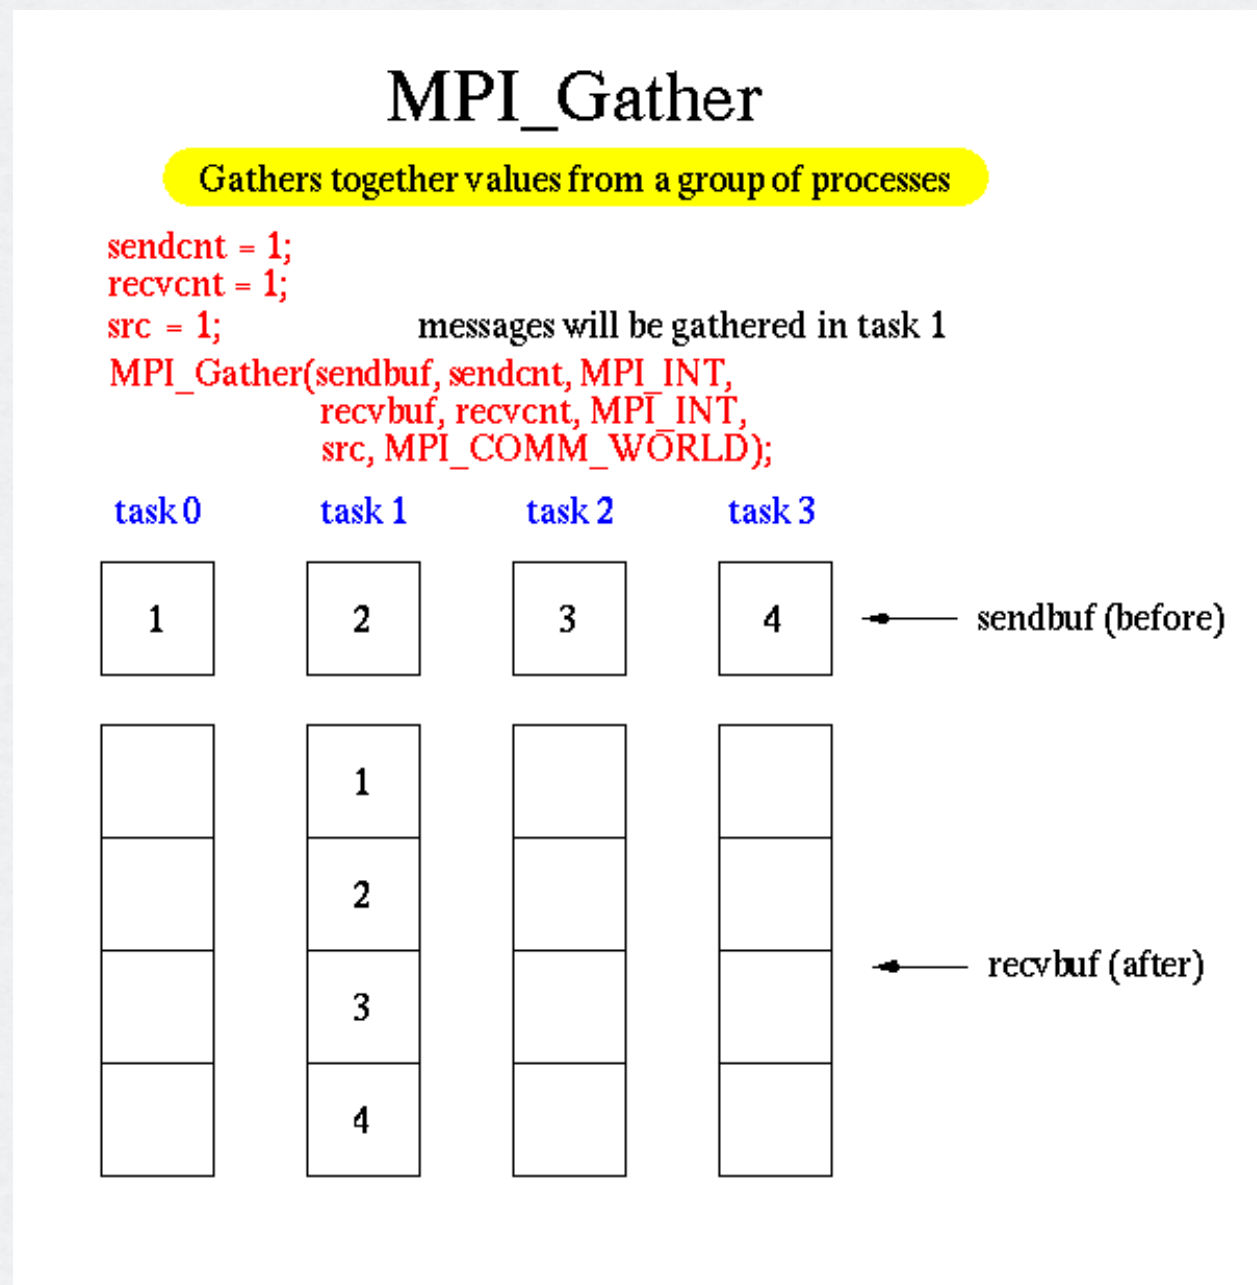 MPI_Gather
Gathers together values from a group of processes
sendcnt = 1;
recvcnt = 1;
src = 1; messages will be gathered in task 1
MPI_Gather(sendbuf, sendcnt, MPI_INT,
recvbuf, recvcnt, MPI_INT,
src, MPI_COMM_WORLD);
task 0 task 1 task 2 task 3
1 2 3 4 sendbuf (before)
1
2
recvbuf (after)
3
4